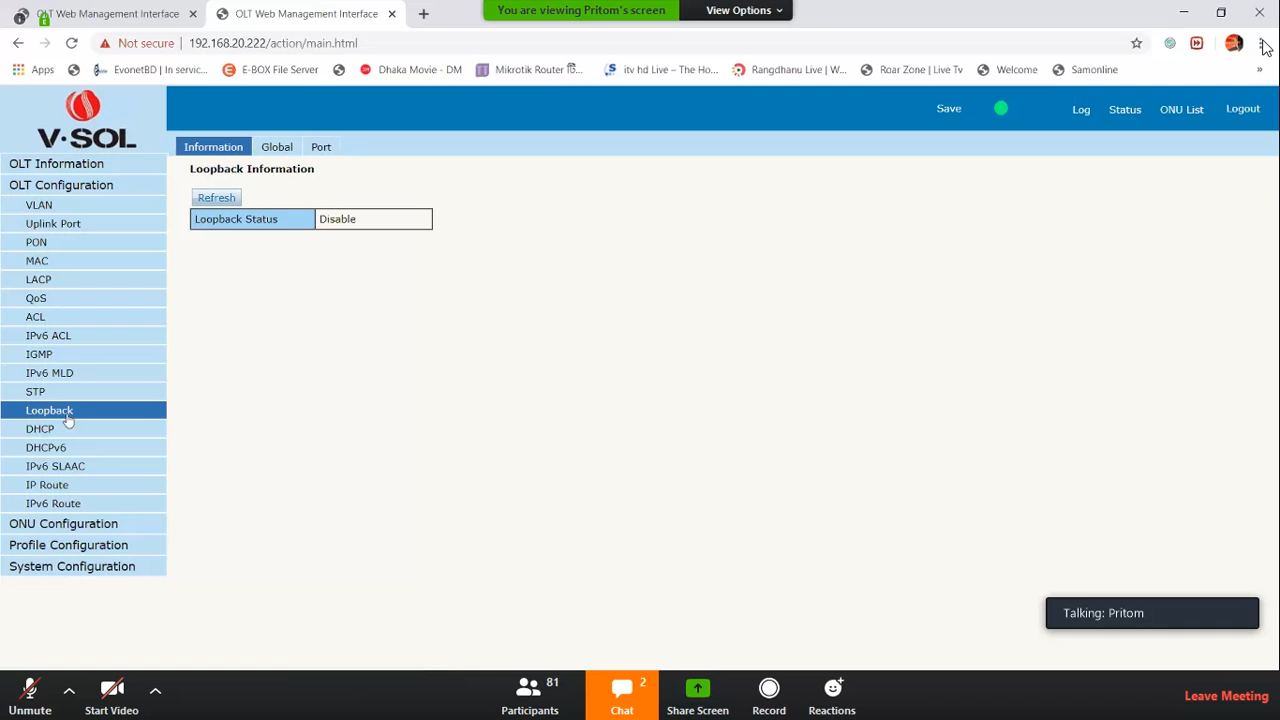 OLT Web Management Interface
OLT Web Management Interface
You are viewing Pritom's screen
View Options
Not secure
192.168.20.222/action/main.html
Apps
EvonetBD | In servic...
E-BOX File Server
Dhaka Movie - DM
Mikrotik Router
itv hd Live – The Ho...
Rangdhanu Live | W...
Roar Zone | Live Tv
Welcome
Samonline
»
V·SOL
Save
Log
Status
ONU List
Logout
Information
Global
Port
Loopback Information
Refresh
Loopback Status
Disable
OLT Information
OLT Configuration
VLAN
Uplink Port
PON
MAC
LACP
QoS
ACL
IPv6 ACL
IGMP
IPv6 MLD
STP
Loopback
DHCP
DHCPv6
IPv6 SLAAC
IP Route
IPv6 Route
ONU Configuration
Profile Configuration
System Configuration
Talking: Pritom
Unmute
Start Video
81
Participants
2
Chat
Share Screen
Record
Reactions
Leave Meeting